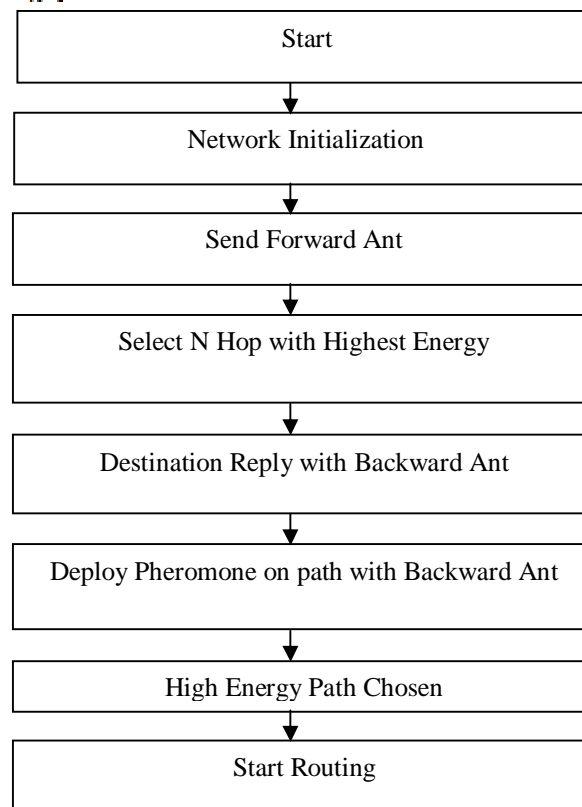 Start
Network Initialization
Send Forward Ant
Select N Hop with Highest Energy
Destination Reply with Backward Ant
Deploy Pheromone on path with Backward Ant
High Energy Path Chosen
Start Routing